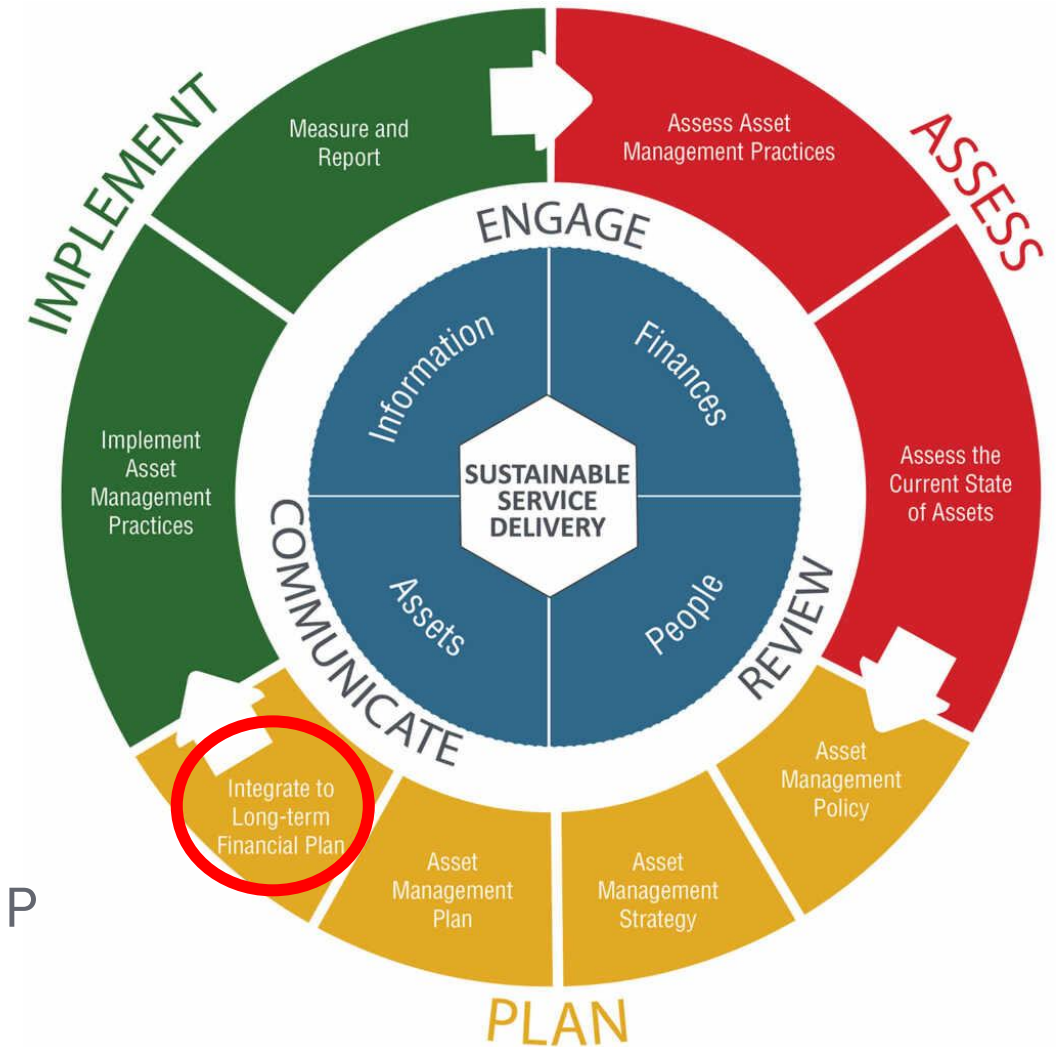 IMPLEMENT
Measure and
Report
Assess Asset
Management Practices
ASSESS
ENGAGE
Information
Finances
SUSTAINABLE
SERVICE
DELIVERY
Implement
Asset
Management
Practices
Assess the
Current State
of Assets
COMMUNICATE
Assets
People
REVIEW
Integrate to
Long-term
Financial Plan
Asset
Management
Plan
Asset
Management
Strategy
Asset
Management
Policy
P
PLAN